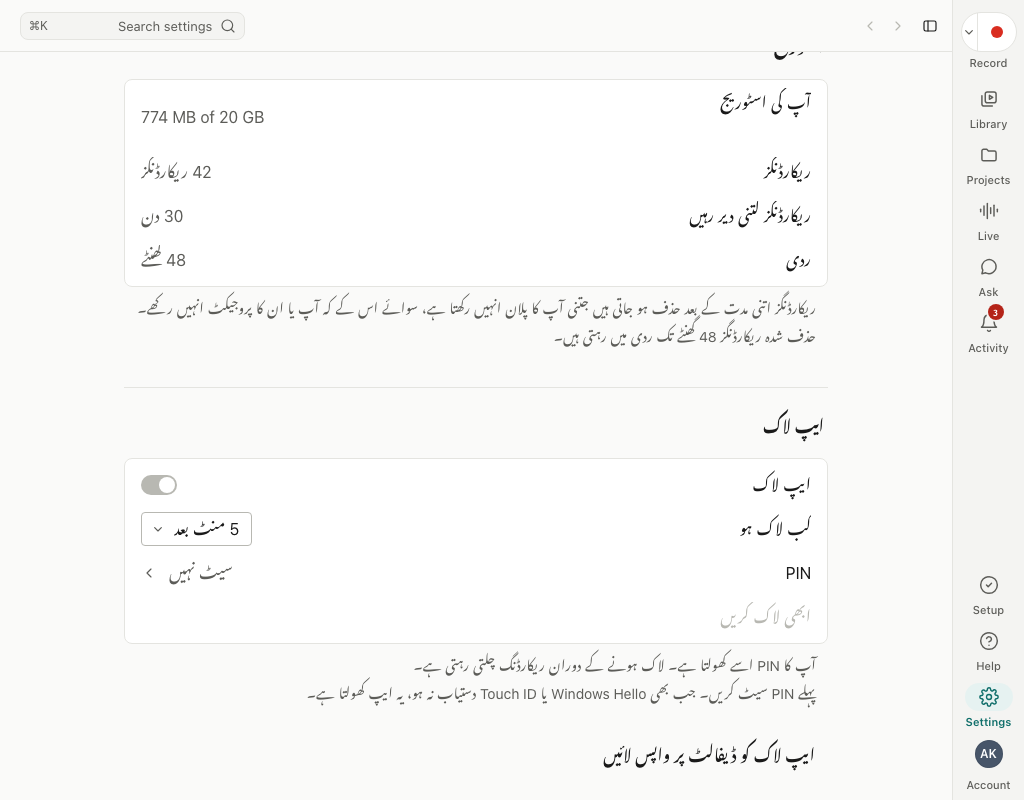 ⌘K
Search settings
Record
Library
Projects
Live
Ask
3
Activity
Setup
Help
Settings
AK
Account
آپ کی اسٹوریج
774 MB of 20 GB
ریکارڈنگز
42 ریکارڈنگز
ریکارڈنگز کتنی دیر رہیں
30 دن
ردی
48 گھنٹے
ریکارڈنگز اتنی مدت کے بعد حذف ہو جاتی ہیں جتنی آپ کا پلان انہیں رکھتا ہے، سوائے اس کے کہ آپ یا ان کا پروجیکٹ انہیں رکھے۔
حذف شدہ ریکارڈنگز 48 گھنٹے تک ردی میں رہتی ہیں۔
ایپ لاک
ایپ لاک
کب لاک ہو
5 منٹ بعد
PIN
سیٹ نہیں
ابھی لاک کریں
آپ کا PIN اسے کھولتا ہے۔ لاک ہونے کے دوران ریکارڈنگ چلتی رہتی ہے۔
پہلے PIN سیٹ کریں۔ جب بھی Windows Hello یا Touch ID دستیاب نہ ہو، یہ ایپ کھولتا ہے۔
ایپ لاک کو ڈیفالٹ پر واپس لائیں